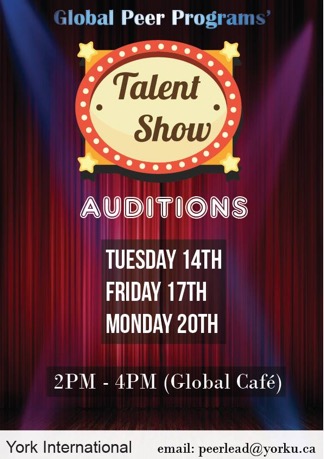 Global Peer Programs'
Talent
Show
AUDITIONS
TUESDAY 14TH
FRIDAY 17TH
MONDAY 20TH
2PM - 4PM (Global Café)
York International email: peerlead@yorku.ca